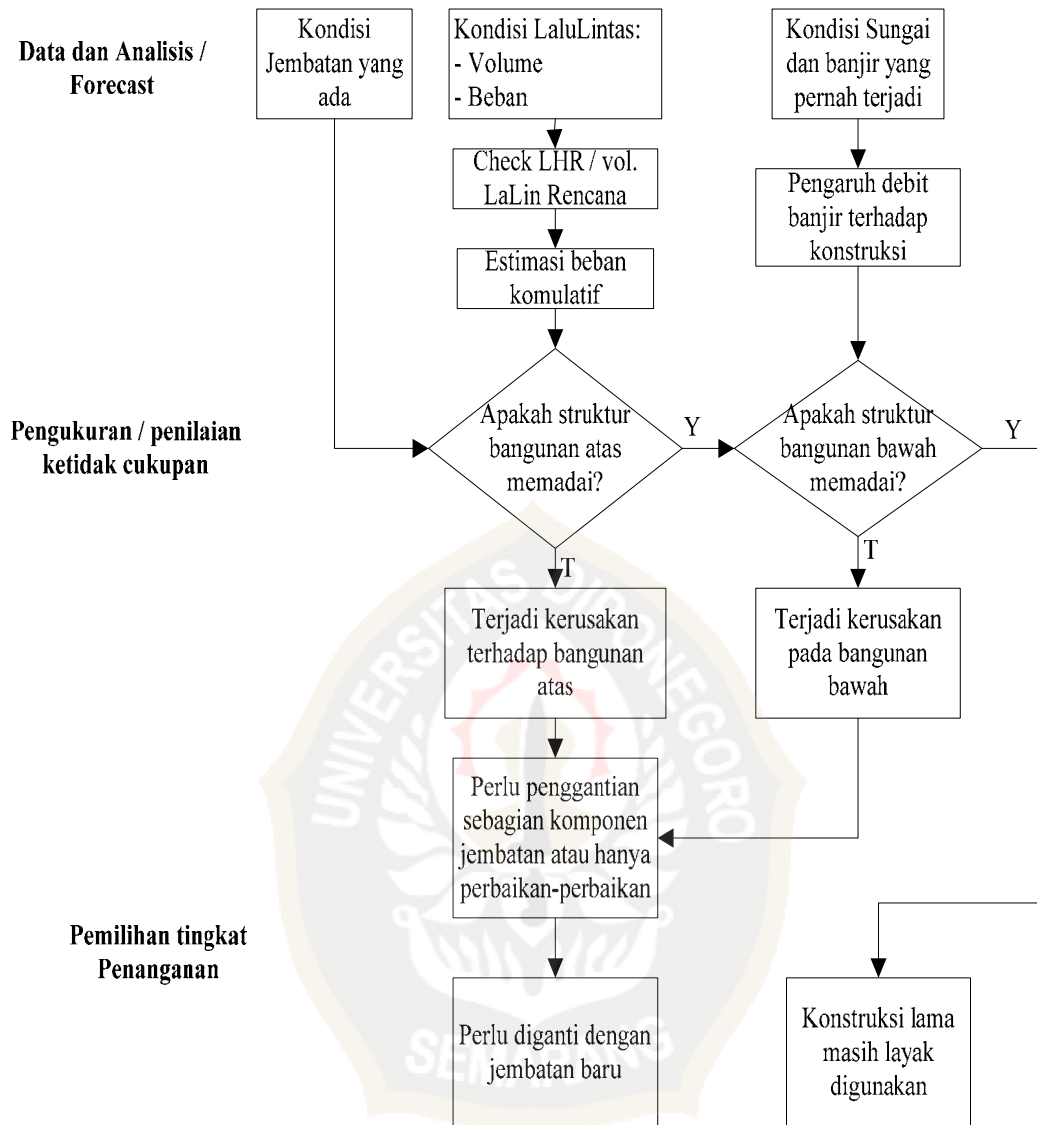 Data dan Analisis /
Forecast
Kondisi
Jembatan yang
ada
Kondisi LaluLintas:
- Volume
- Beban
Kondisi Sungai
dan banjir yang
pernah terjadi
Check LHR / vol.
LaLin Rencana
Pengaruh debit
banjir terhadap
konstruksi
Estimasi beban
komulatif
Pengukuran / penilaian
ketidak cukupan
Apakah struktur
bangunan atas
memadai?
Y
Apakah struktur
bangunan bawah
memadai?
Y
T
T
Terjadi kerusakan
terhadap bangunan
atas
Terjadi kerusakan
pada bangunan
bawah
Perlu penggantian
sebagian komponen
jembatan atau hanya
perbaikan-perbaikan
Pemilihan tingkat
Penanganan
Perlu diganti dengan
jembatan baru
Konstruksi lama
masih layak
digunakan
UNIVERSITAS DIPONEGORO
SEMARANG